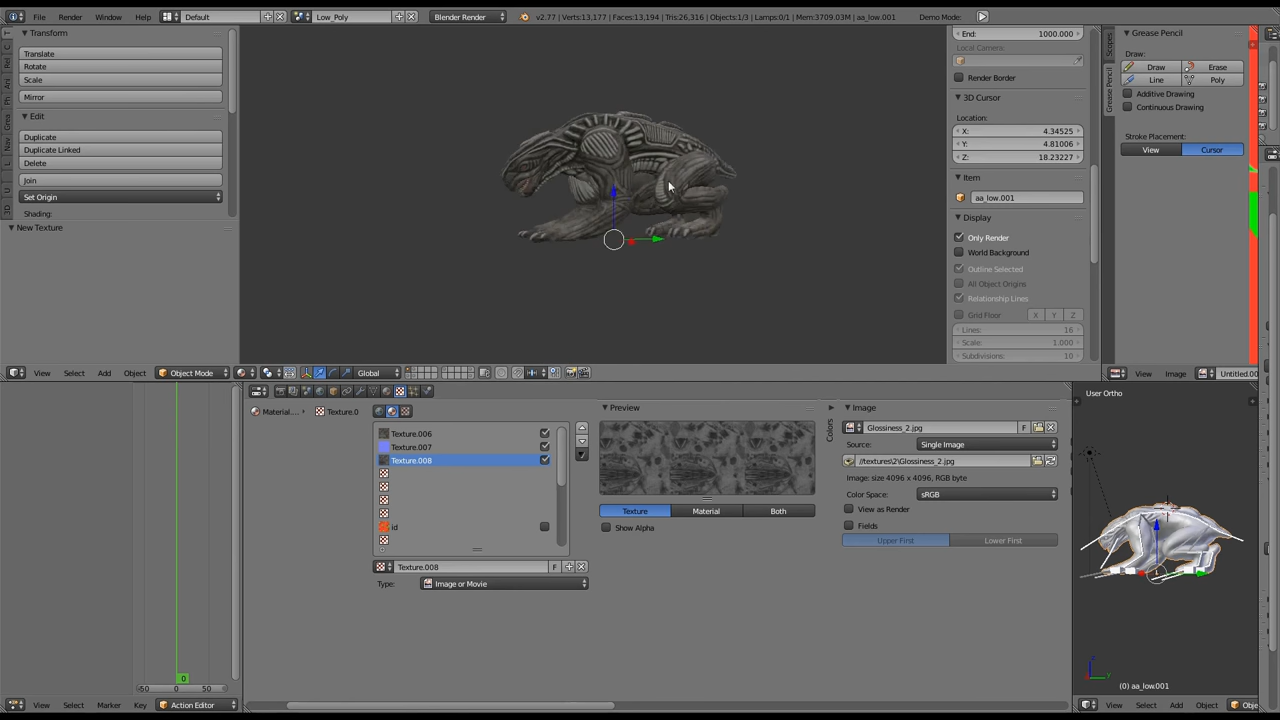 File Render Window Help Default Low_Poly Blender Render v2.77 | Verts:13,177 | Faces:13,194 | Tris:26,316 | Objects:1/3 | Lamps:0/1 | Mem:3709.03M | aa_low.001 Demo Mode:
Transform
Translate
Rotate
Scale
Mirror
Edit
Duplicate
Duplicate Linked
Delete
Join
Set Origin
Shading:
New Texture
End: 1000.000
Local Camera:
Render Border
3D Cursor
Location:
X: 4.34525
Y: 4.81006
Z: 18.23227
Item
aa_low.001
Display
Only Render
World Background
Outline Selected
All Object Origins
Relationship Lines
Grid Floor X Y Z
Lines: 16
Scale: 1.000
Subdivisions: 10
Scopes
Grease Pencil
Grease Pencil
Draw:
Draw Erase
Line Poly
Additive Drawing
Continuous Drawing
Stroke Placement:
View Cursor
View Select Add Object Object Mode Global
View Image Untitled.00
Material.... Texture.0
Texture.006
Texture.007
Texture.008
id
Texture.008 F
Type: Image or Movie
Preview
Texture Material Both
Show Alpha
Colors
Image
Glossiness_2.jpg F
Source: Single Image
//textures\2\Glossiness_2.jpg
Image: size 4096 x 4096, RGB byte
Color Space: sRGB
View as Render
Fields
Upper First Lower First
User Ortho
(0) aa_low.001
0
-50 0 50
View Select Marker Key Action Editor
View Select Add Object Obje